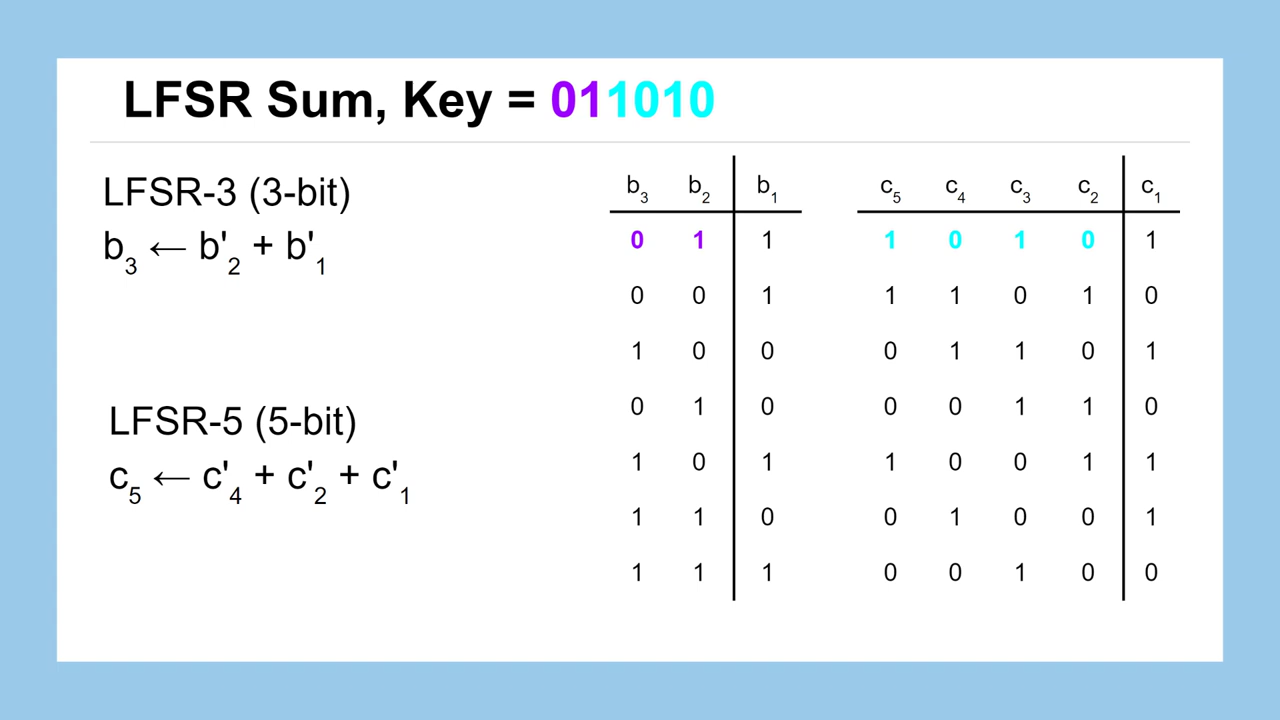 LFSR Sum, Key = 011010
LFSR-3 (3-bit)
b₃ ← b'₂ + b'₁
LFSR-5 (5-bit)
c₅ ← c'₄ + c'₂ + c'₁
b₃ b₂ b₁
0 1 1
0 0 1
1 0 0
0 1 0
1 0 1
1 1 0
1 1 1
c₅ c₄ c₃ c₂ c₁
1 0 1 0 1
1 1 0 1 0
0 1 1 0 1
0 0 1 1 0
1 0 0 1 1
0 1 0 0 1
0 0 1 0 0